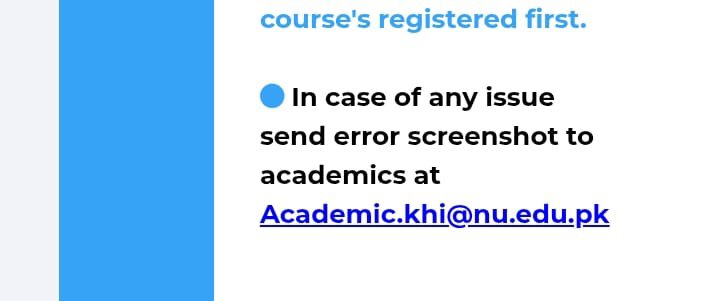 course's registered first.
In case of any issue
send error screenshot to
academics at
Academic.khi@nu.edu.pk